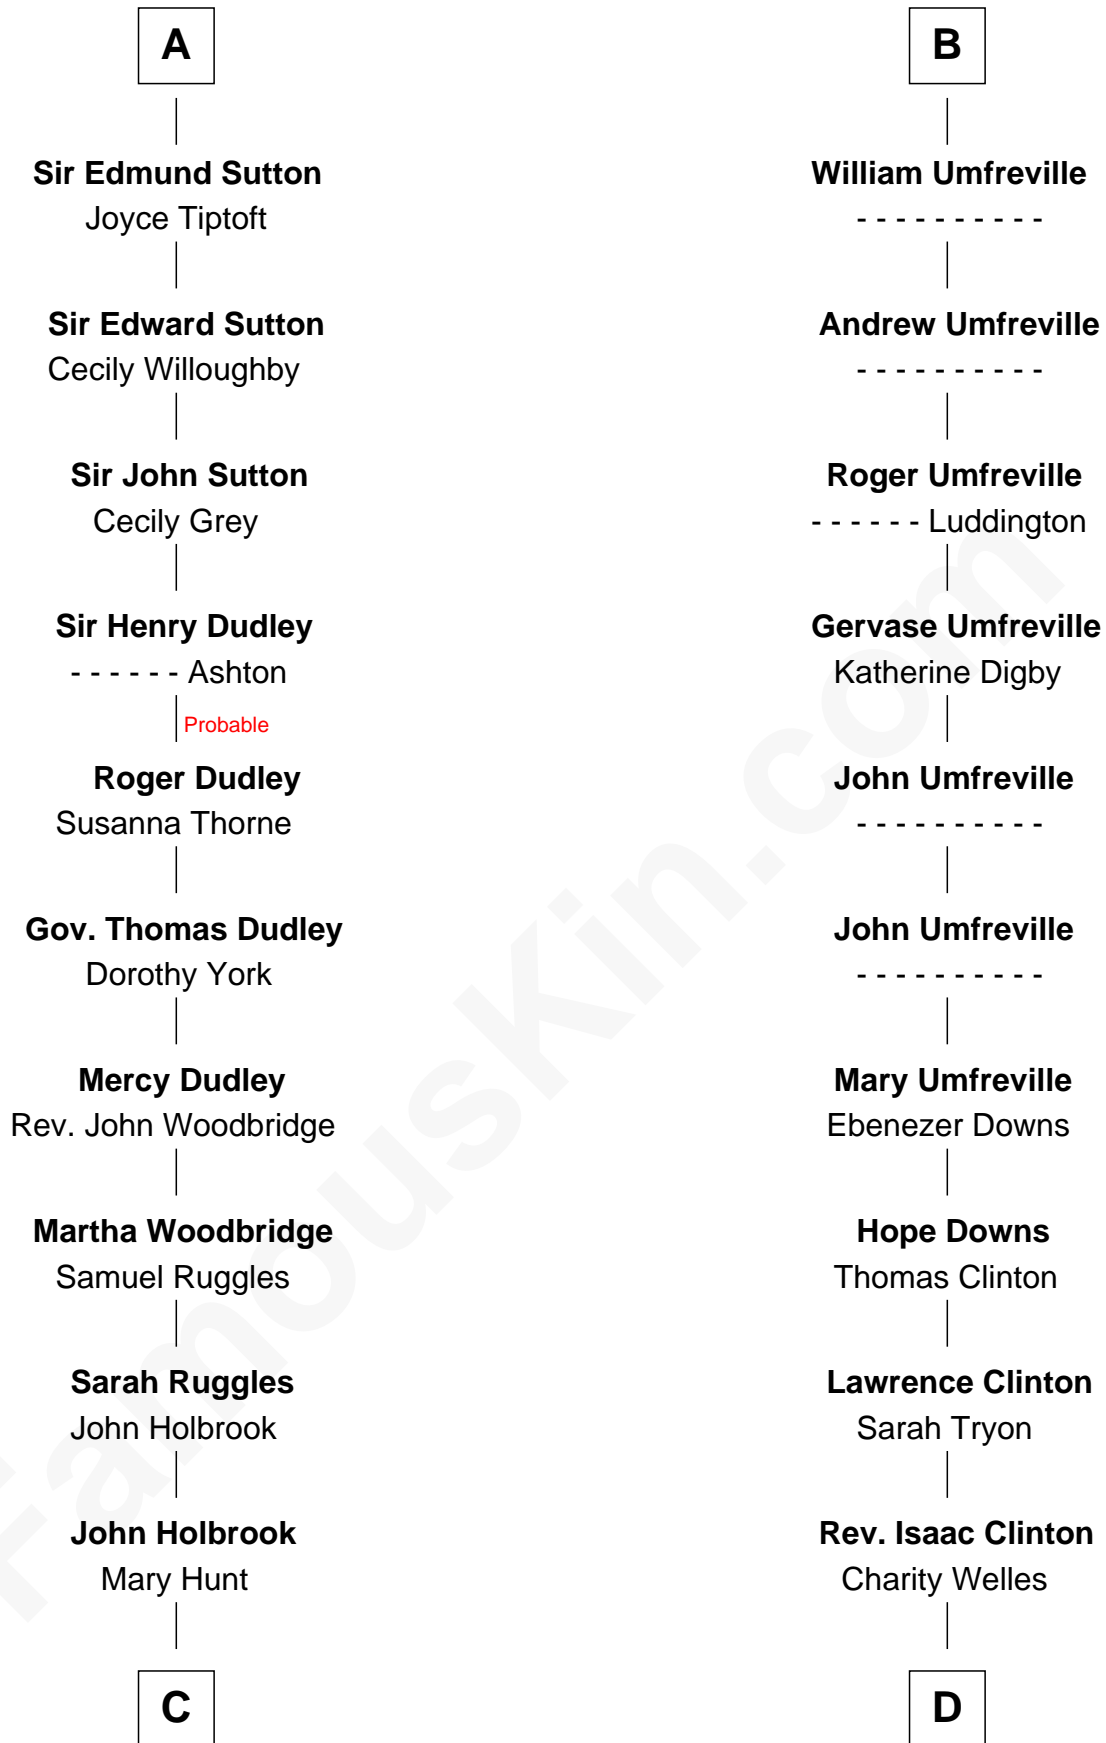 A
Sir Edmund Sutton
Joyce Tiptoft
Sir Edward Sutton
Cecily Willoughby
Sir John Sutton
Cecily Grey
Sir Henry Dudley
- - - - - - Ashton
Probable
Roger Dudley
Susanna Thorne
Gov. Thomas Dudley
Dorothy York
Mercy Dudley
Rev. John Woodbridge
Martha Woodbridge
Samuel Ruggles
Sarah Ruggles
John Holbrook
John Holbrook
Mary Hunt
C
B
William Umfreville
- - - - - - - - - -
Andrew Umfreville
- - - - - - - - - -
Roger Umfreville
- - - - - - Luddington
Gervase Umfreville
Katherine Digby
John Umfreville
- - - - - - - - - -
John Umfreville
- - - - - - - - - -
Mary Umfreville
Ebenezer Downs
Hope Downs
Thomas Clinton
Lawrence Clinton
Sarah Tryon
Rev. Isaac Clinton
Charity Welles
D
FamousKin.com